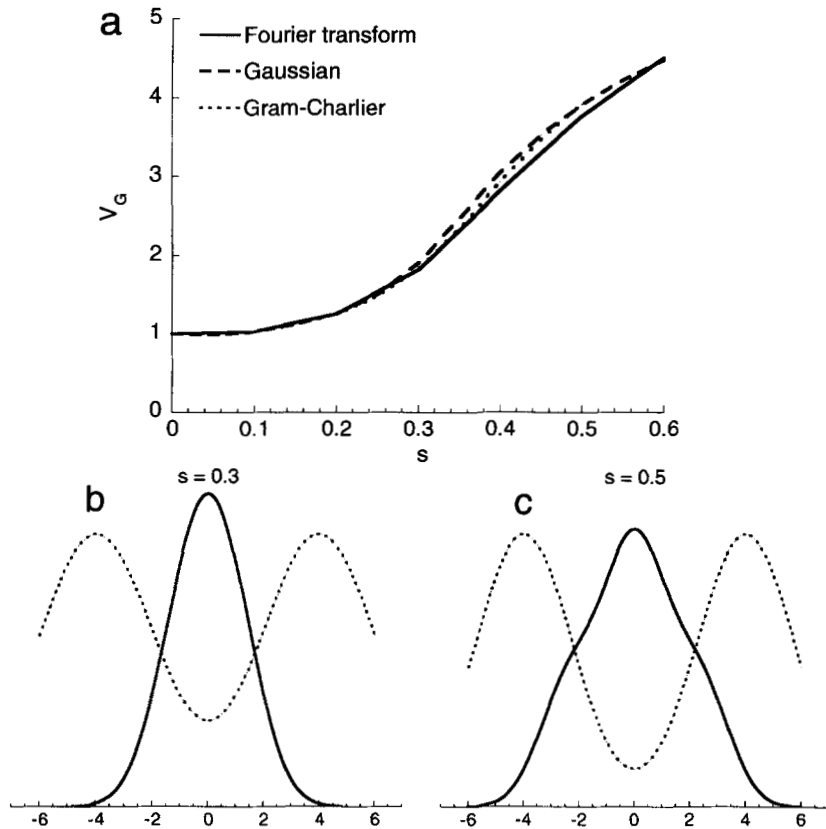 a
5
Fourier transform
Gaussian
4
Gram-Charlier
3
V_G
2
1
0
0 0.1 0.2 0.3 0.4 0.5 0.6
s
b
s = 0.3
c
s = 0.5
-6 -4 -2 0 2 4 6
-6 -4 -2 0 2 4 6